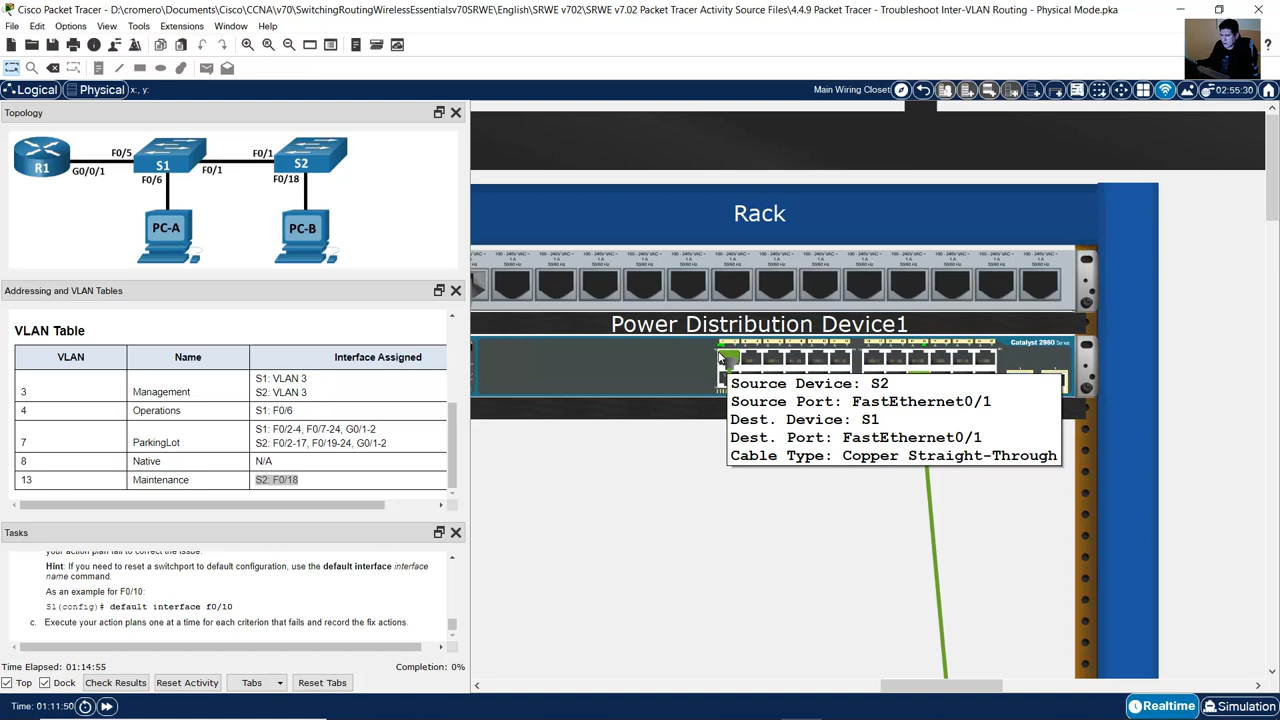 Cisco Packet Tracer - D:\cromero\Documents\Cisco\CCNA\v70\SwitchingRoutingWirelessEssentialsv70SRWE\English\SRWE v702\SRWE v7.02 Packet Tracer Activity Source Files\4.4.9 Packet Tracer - Troubleshoot Inter-VLAN Routing - Physical Mode.pka
File Edit Options View Tools Extensions Window Help
Logical Physical x:, y: Main Wiring Closet 02:55:30
Topology
R1 G0/0/1 F0/5 S1 F0/1 F0/1 S2
F0/6 F0/18
PC-A PC-B
Addressing and VLAN Tables
VLAN Table
VLAN Name Interface Assigned
3 Management S1: VLAN 3
S2: VLAN 3
4 Operations S1: F0/6
7 ParkingLot S1: F0/2-4, F0/7-24, G0/1-2
S2: F0/2-17, F0/19-24, G0/1-2
8 Native N/A
13 Maintenance S2: F0/18
Tasks
your action plan fail to correct the issue.
Hint: If you need to reset a switchport to default configuration, use the default interface interface
name command.
As an example for F0/10:
S1(config)# default interface f0/10
c. Execute your action plans one at a time for each criterion that fails and record the fix actions.
Time Elapsed: 01:14:55 Completion: 0%
Top Dock Check Results Reset Activity Tabs Reset Tabs
Time: 01:11:50 Realtime Simulation
Rack
Power Distribution Device1
Catalyst 2960 Series
Source Device: S2
Source Port: FastEthernet0/1
Dest. Device: S1
Dest. Port: FastEthernet0/1
Cable Type: Copper Straight-Through